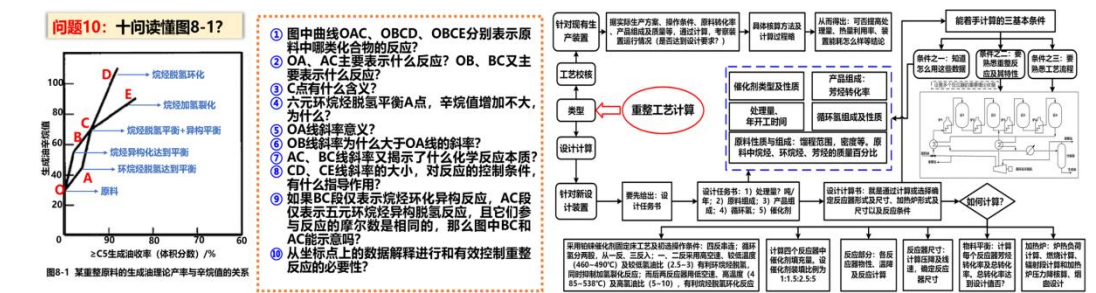 问题10：十问读懂图8-1？
D
E
C
B
A
O
烷烃脱氢环化
烷烃加氢裂化
烷烃脱氢平衡+异构平衡
烷烃异构化达到平衡
环烷烃脱氢达到平衡
原料
生成油辛烷值
100
80
60
40
20
0
90
80
70
60
≥C5生成油收率（体积分数）/%
图8-1 某重整原料的生成油理论产率与辛烷值的关系
① 图中曲线OAC、OBCD、OBCE分别表示原
料中哪类化合物的反应？
② OA、AC主要表示什么反应？OB、BC又主
要表示什么反应？
③ C点有什么含义？
④ 六元环烷烃脱氢平衡A点，辛烷值增加不大，
为什么？
⑤ OA线斜率意义？
⑥ OB线斜率为什么大于OA线的斜率？
⑦ AC、BC线斜率又揭示了什么化学反应本质？
⑧ CD、CE线斜率的大小，对反应的控制条件，
有什么指导作用？
⑨ 如果BC段仅表示烷烃环化异构反应，AC段
仅表示五元环烷烃异构脱氢反应，且它们参
与反应的摩尔数是相同的，那么图中BC和
AC能示意吗？
⑩ 从坐标点上的数据解释进行和有效控制重整
反应的必要性？
针对现有生
产装置
据实际生产方案、操作条件、原料转化率
、产品组成及质量等，通过计算，考察装
置运行情况（是否达到设计要求？）
具体核算方法及
计算过程略
从而得出：可否提高处
理量、热量利用率、装
置能耗怎么样等结论
能着手计算的三基本条件
条件之一：知道
怎么用这些数据
条件之二：要
熟悉重整反
应及其特性
条件之三：要
熟悉工艺流程
工艺校核
类型
重整工艺计算
设计计算
催化剂类型及性质
产品组成：
芳烃转化率
处理量、
年开工时间
循环氢组成及性质
原料性质与组成：馏程范围，密度等。原
料中烷烃、环烷烃、芳烃的质量百分比
针对新设
计装置
要先给出：设
计任务书
设计任务书：1）处理量？吨/
年；2）原料组成；3）产品组
成；4）循环氢；5）催化剂
设计计算书：就是通过计算或选择确
定反应器形式及尺寸、加热炉形式及
尺寸以及反应条件
如何计算？
采用铂铼催化剂固定床工艺及初选操作条件：四反串连；循环
氢分两股，从一反、三反入；一、二反采用高空速、较低温度
（460~490℃）及较低氢油比（2.5~3）有利环烷脱氢，
同时抑制加氢裂化反应；而后两反应器用低空速、高温度（4
85~538℃）及高氢油比（5~10），有利烷烃脱氢环化反应
计算四个反应器中
催化剂填充量。设
定催化剂装填比例为
1:1.5:2.5:5
反应部分：各
反应器物性、温降
及反应计算
反应器尺寸：
计算压降及线
速，确定反应
器尺寸
物料平衡：计算
每个反应器芳烃
转化率及总转化
率，总转化率达
到设计值否？
加热炉：炉热负荷
计算、燃烧计算、
辐射段计算和加热
炉压力降核算，烟
囱设计